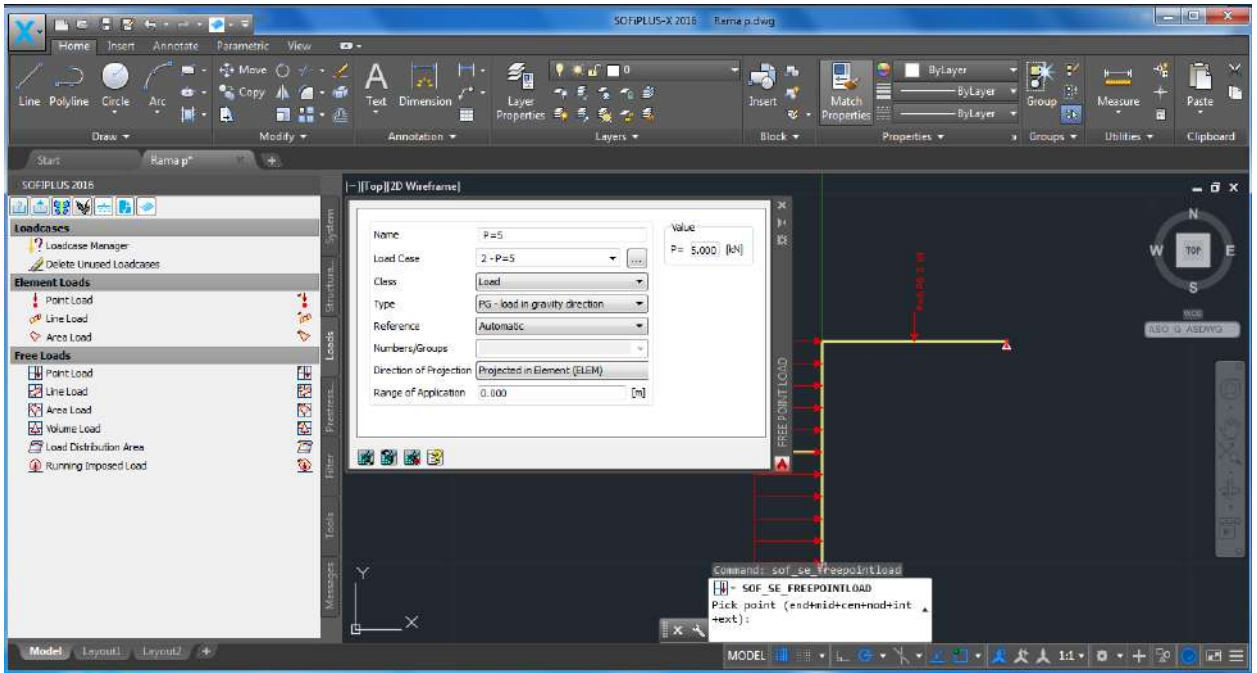 SOFiPLUS-X 2016 Rama p.dwg
Home Insert Annotate Parametric View
Move
Copy
Line Polyline Circle Arc
Text Dimension
Layer Properties
0
Insert
Match Properties
ByLayer
ByLayer
ByLayer
Group
Measure
Paste
Draw Modify Annotation Layers Block Properties Groups Utilities Clipboard
Start Rama p*
SOFiPLUS 2016
Loadcases
Loadcase Manager
Delete Unused Loadcases
Element Loads
Point Load
Line Load
Area Load
Free Loads
Point Load
Line Load
Area Load
Volume Load
Load Distribution Area
Running Imposed Load
System
Structura...
Loads
Prestress...
Filter
Tools
Messages
[-][Top][2D Wireframe]
Name P=5
Load Case 2 -P=5 ...
Class Load
Type PG - load in gravity direction
Reference Automatic
Numbers/Groups
Direction of Projection Projected in Element (ELEM)
Range of Application 0.000 [m]
Value
P= 5.000 [kN]
FREE POINT LOAD
N
W TOP E
S
WCS
Y
X
Command: sof_se_freepointload
SOF_SE_FREEPOINTLOAD
Pick point (end+mid+cen+nod+int
+ext):
Model Layout1 Layout2 +
MODEL 1:1